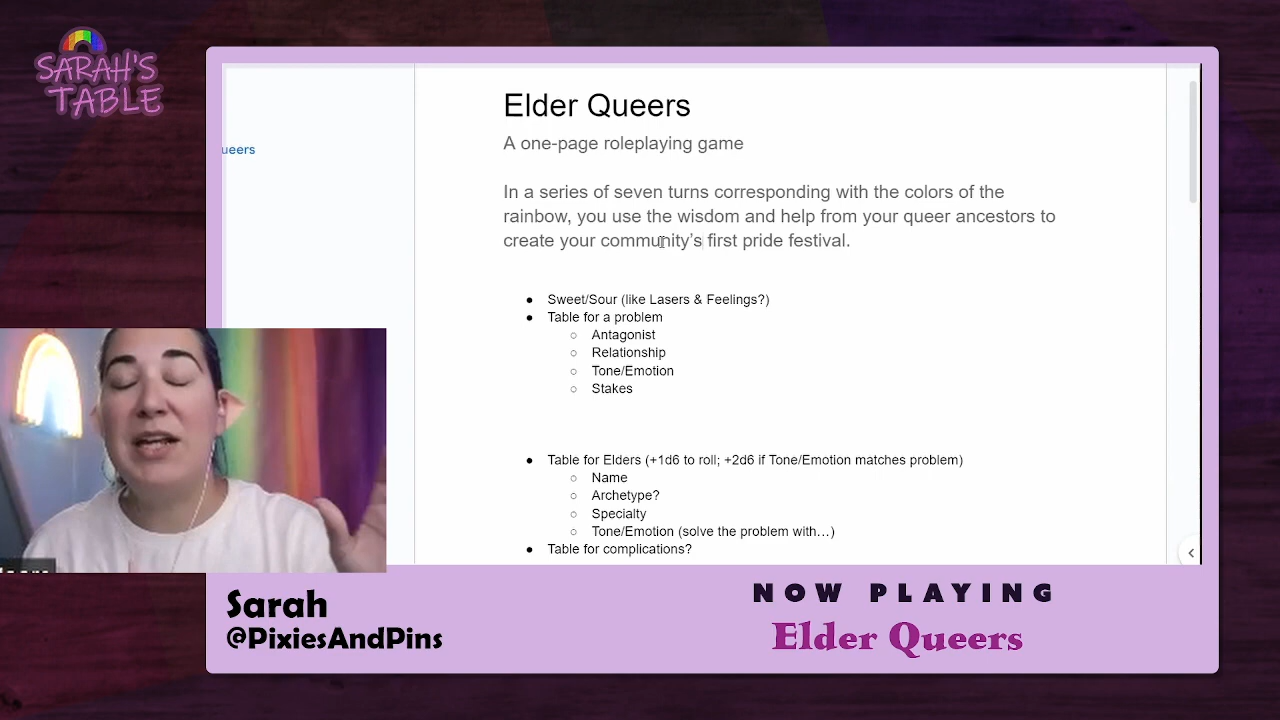 SARAH'S
TABLE
ueers
Elder Queers
A one-page roleplaying game
In a series of seven turns corresponding with the colors of the
rainbow, you use the wisdom and help from your queer ancestors to
create your community's first pride festival.
● Sweet/Sour (like Lasers & Feelings?)
● Table for a problem
○ Antagonist
○ Relationship
○ Tone/Emotion
○ Stakes
● Table for Elders (+1d6 to roll; +2d6 if Tone/Emotion matches problem)
○ Name
○ Archetype?
○ Specialty
○ Tone/Emotion (solve the problem with…)
● Table for complications?
Sarah
@PixiesAndPins
NOW PLAYING
Elder Queers